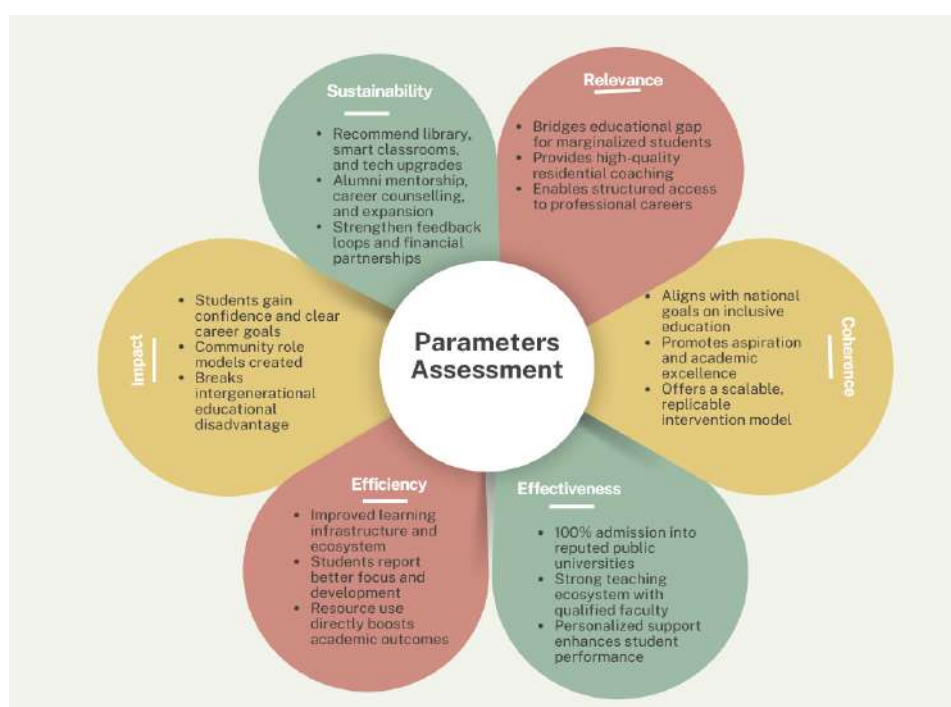 Parameters
Assessment
Sustainability
• Recommend library,
smart classrooms,
and tech upgrades
• Alumni mentorship,
career counselling,
and expansion
• Strengthen feedback
loops and financial
partnerships
Relevance
• Bridges educational gap
for marginalized students
• Provides high-quality
residential coaching
• Enables structured access
to professional careers
Coherence
• Aligns with national
goals on inclusive
education
• Promotes aspiration
and academic
excellence
• Offers a scalable,
replicable
intervention model
Effectiveness
• 100% admission into
reputed public
universities
• Strong teaching
ecosystem with
qualified faculty
• Personalized support
enhances student
performance
Efficiency
• Improved learning
infrastructure and
ecosystem
• Students report
better focus and
development
• Resource use
directly boosts
academic outcomes
Impact
• Students gain
confidence and clear
career goals
• Community role
models created
• Breaks
intergenerational
educational
disadvantage